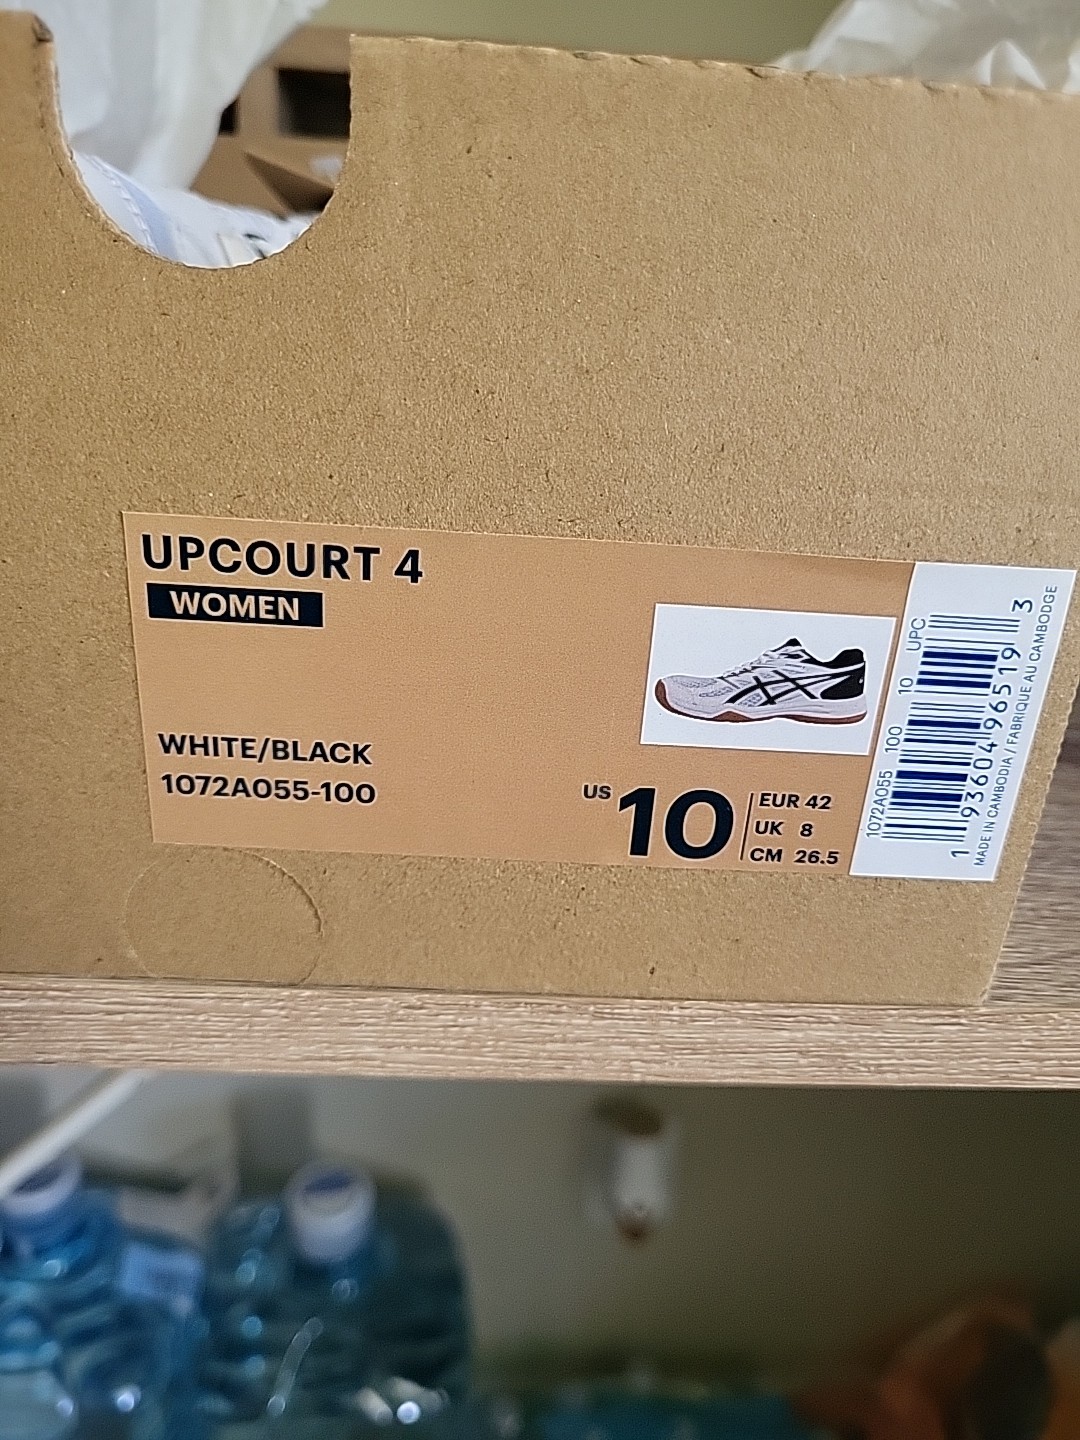 UPCOURT 4
WOMEN
WHITE/BLACK
1072A055-100
US 10
EUR 42
UK 8
CM 26.5
1072A055 100 10 UPC
1 93604 96519 3
MADE IN CAMBODIA / FABRIQUE AU CAMBODGE